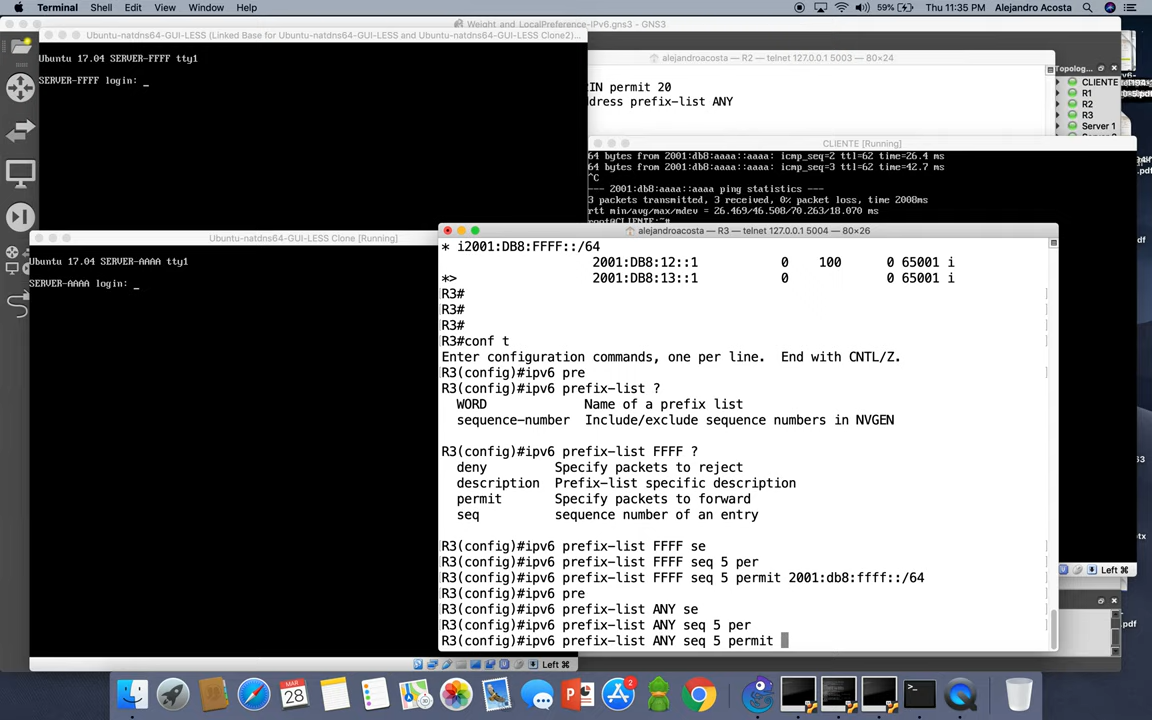 Terminal Shell Edit View Window Help 59% Thu 11:35 PM Alejandro Acosta
Weight_and_LocalPreference-IPv6.gns3 – GNS3
Ubuntu-natdns64-GUI-LESS (Linked Base for Ubuntu-natdns64-GUI-LESS and Ubuntu-natdns64-GUI-LESS Clone2)...
Ubuntu 17.04 SERVER-FFFF tty1
SERVER-FFFF login: _
alejandroacosta — R2 — telnet 127.0.0.1 5003 — 80×24
IN permit 20
dress prefix-list ANY
Topolog...
CLIENTE
R1
R2
R3
Server 1
CLIENTE [Running]
64 bytes from 2001:db8:aaaa::aaaa: icmp_seq=2 ttl=62 time=26.4 ms
64 bytes from 2001:db8:aaaa::aaaa: icmp_seq=3 ttl=62 time=42.7 ms
^C
--- 2001:db8:aaaa::aaaa ping statistics ---
3 packets transmitted, 3 received, 0% packet loss, time 2008ms
rtt min/avg/max/mdev = 26.469/46.508/70.263/18.070 ms
root@CLIENTE:~#
Ubuntu-natdns64-GUI-LESS Clone [Running]
Ubuntu 17.04 SERVER-AAAA tty1
SERVER-AAAA login: _
alejandroacosta — R3 — telnet 127.0.0.1 5004 — 80×26
* i2001:DB8:FFFF::/64
2001:DB8:12::1 0 100 0 65001 i
*> 2001:DB8:13::1 0 0 65001 i
R3#
R3#
R3#
R3#conf t
Enter configuration commands, one per line. End with CNTL/Z.
R3(config)#ipv6 pre
R3(config)#ipv6 prefix-list ?
WORD Name of a prefix list
sequence-number Include/exclude sequence numbers in NVGEN
R3(config)#ipv6 prefix-list FFFF ?
deny Specify packets to reject
description Prefix-list specific description
permit Specify packets to forward
seq sequence number of an entry
R3(config)#ipv6 prefix-list FFFF se
R3(config)#ipv6 prefix-list FFFF seq 5 per
R3(config)#ipv6 prefix-list FFFF seq 5 permit 2001:db8:ffff::/64
R3(config)#ipv6 pre
R3(config)#ipv6 prefix-list ANY se
R3(config)#ipv6 prefix-list ANY seq 5 per
R3(config)#ipv6 prefix-list ANY seq 5 permit
Left ⌘
Left ⌘
.pdf
.pdf
.pdf
.pdf
MAR
28
2